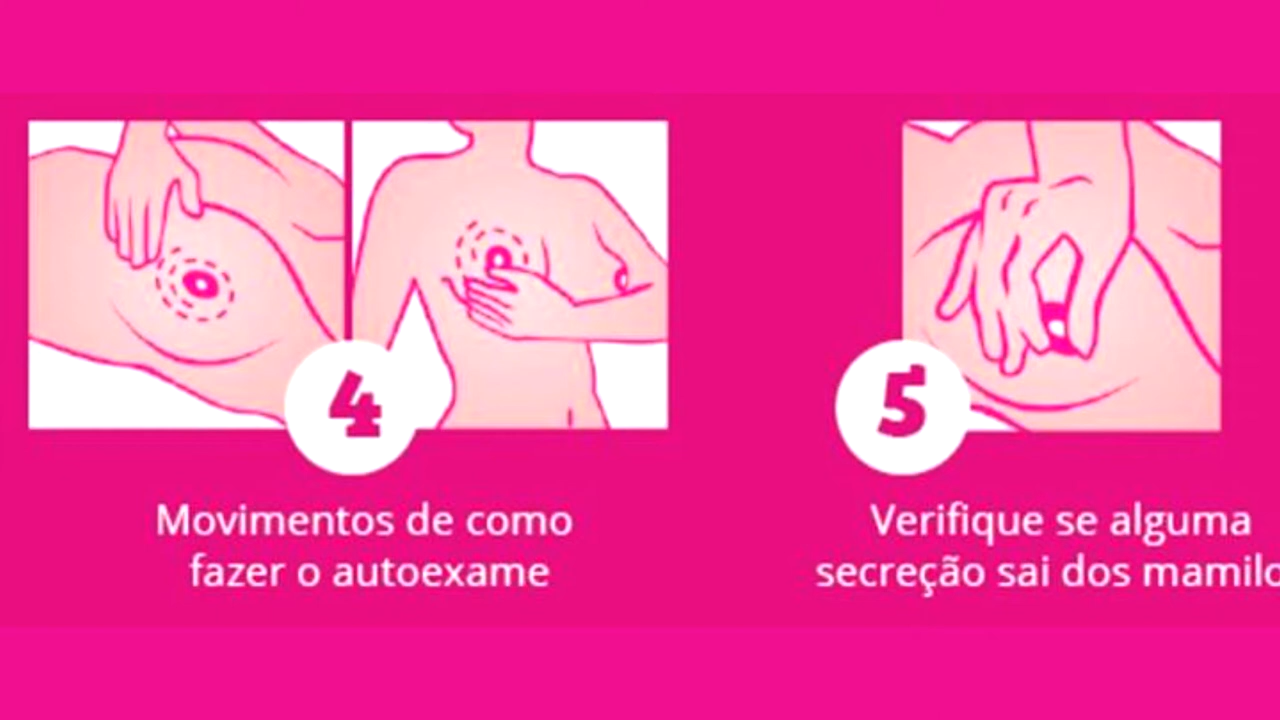 4
Movimentos de como
fazer o autoexame
5
Verifique se alguma
secreção sai dos mamilo